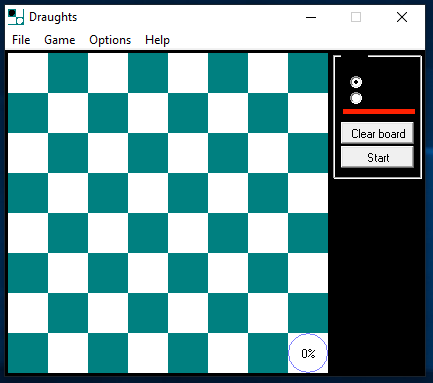 Draughts
File Game Options Help
Clear board
Start
0%